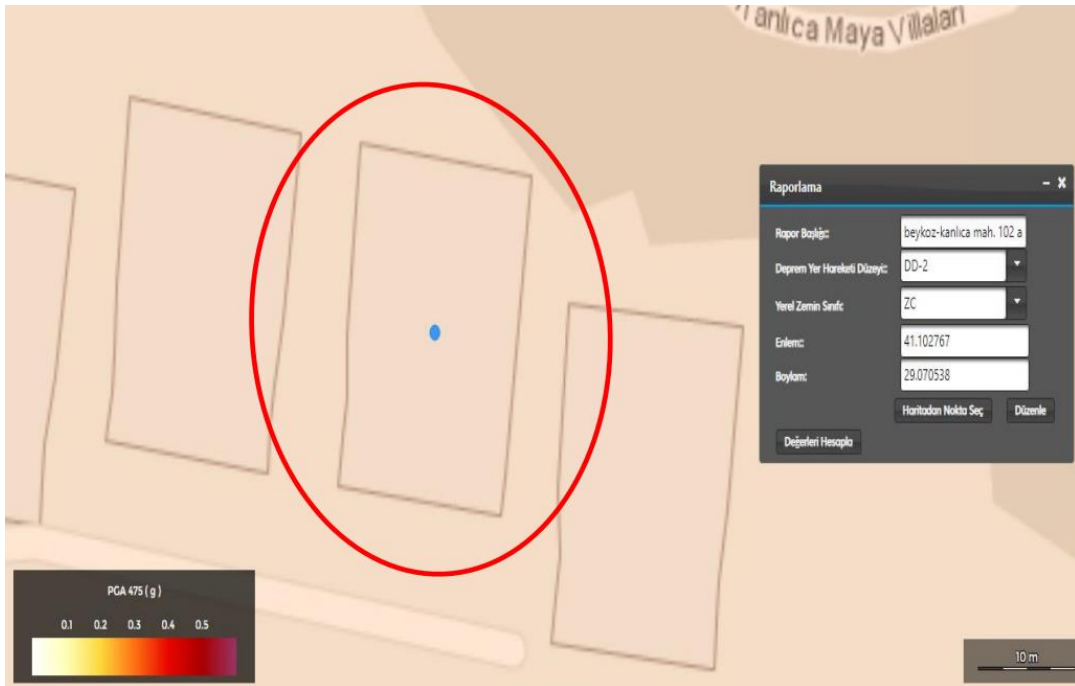 Kanlıca Maya Villaları
Raporlama
Rapor Başlığı::
beykoz-kanlıca mah. 102 a
Deprem Yer Hareketi Düzeyi::
DD-2
Yerel Zemin Sınıfı:
ZC
Enlem::
41.102767
Boylam:
29.070538
Haritadan Nokta Seç
Düzenle
Değerleri Hesapla
PGA 475 ( g )
0.1 0.2 0.3 0.4 0.5
10 m